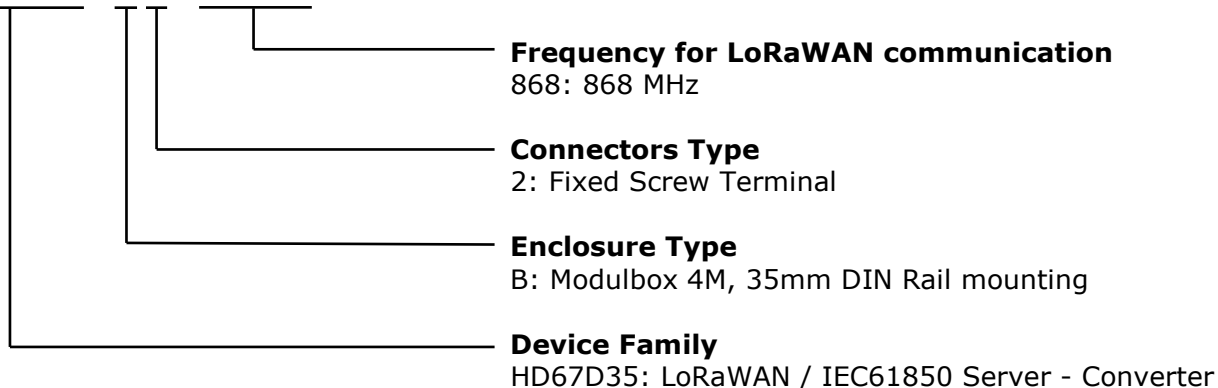 Frequency for LoRaWAN communication
868: 868 MHz
Connectors Type
2: Fixed Screw Terminal
Enclosure Type
B: Modulbox 4M, 35mm DIN Rail mounting
Device Family
HD67D35: LoRaWAN / IEC61850 Server - Converter